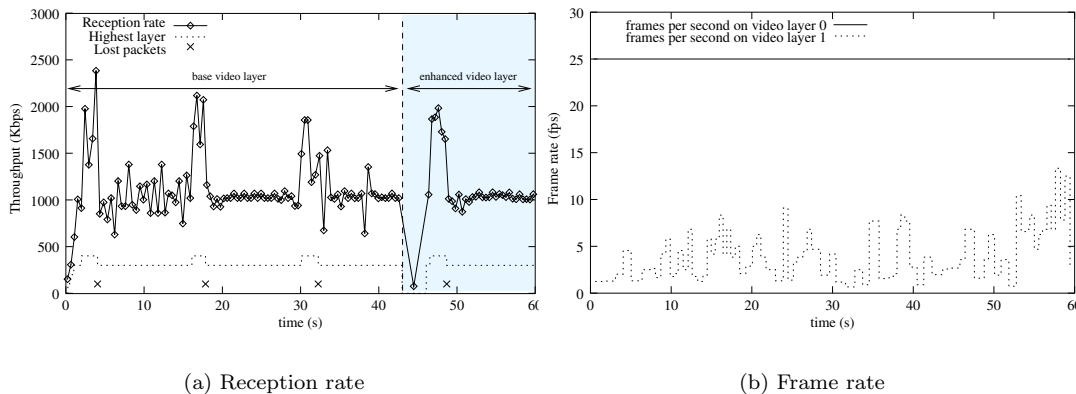 Reception rate
Highest layer
Lost packets
base video layer
enhanced video layer
3000
2500
2000
1500
1000
500
0
Throughput (Kbps)
0 10 20 30 40 50 60
time (s)
(a) Reception rate
frames per second on video layer 0
frames per second on video layer 1
30
25
20
15
10
5
0
Frame rate (fps)
0 10 20 30 40 50 60
time (s)
(b) Frame rate